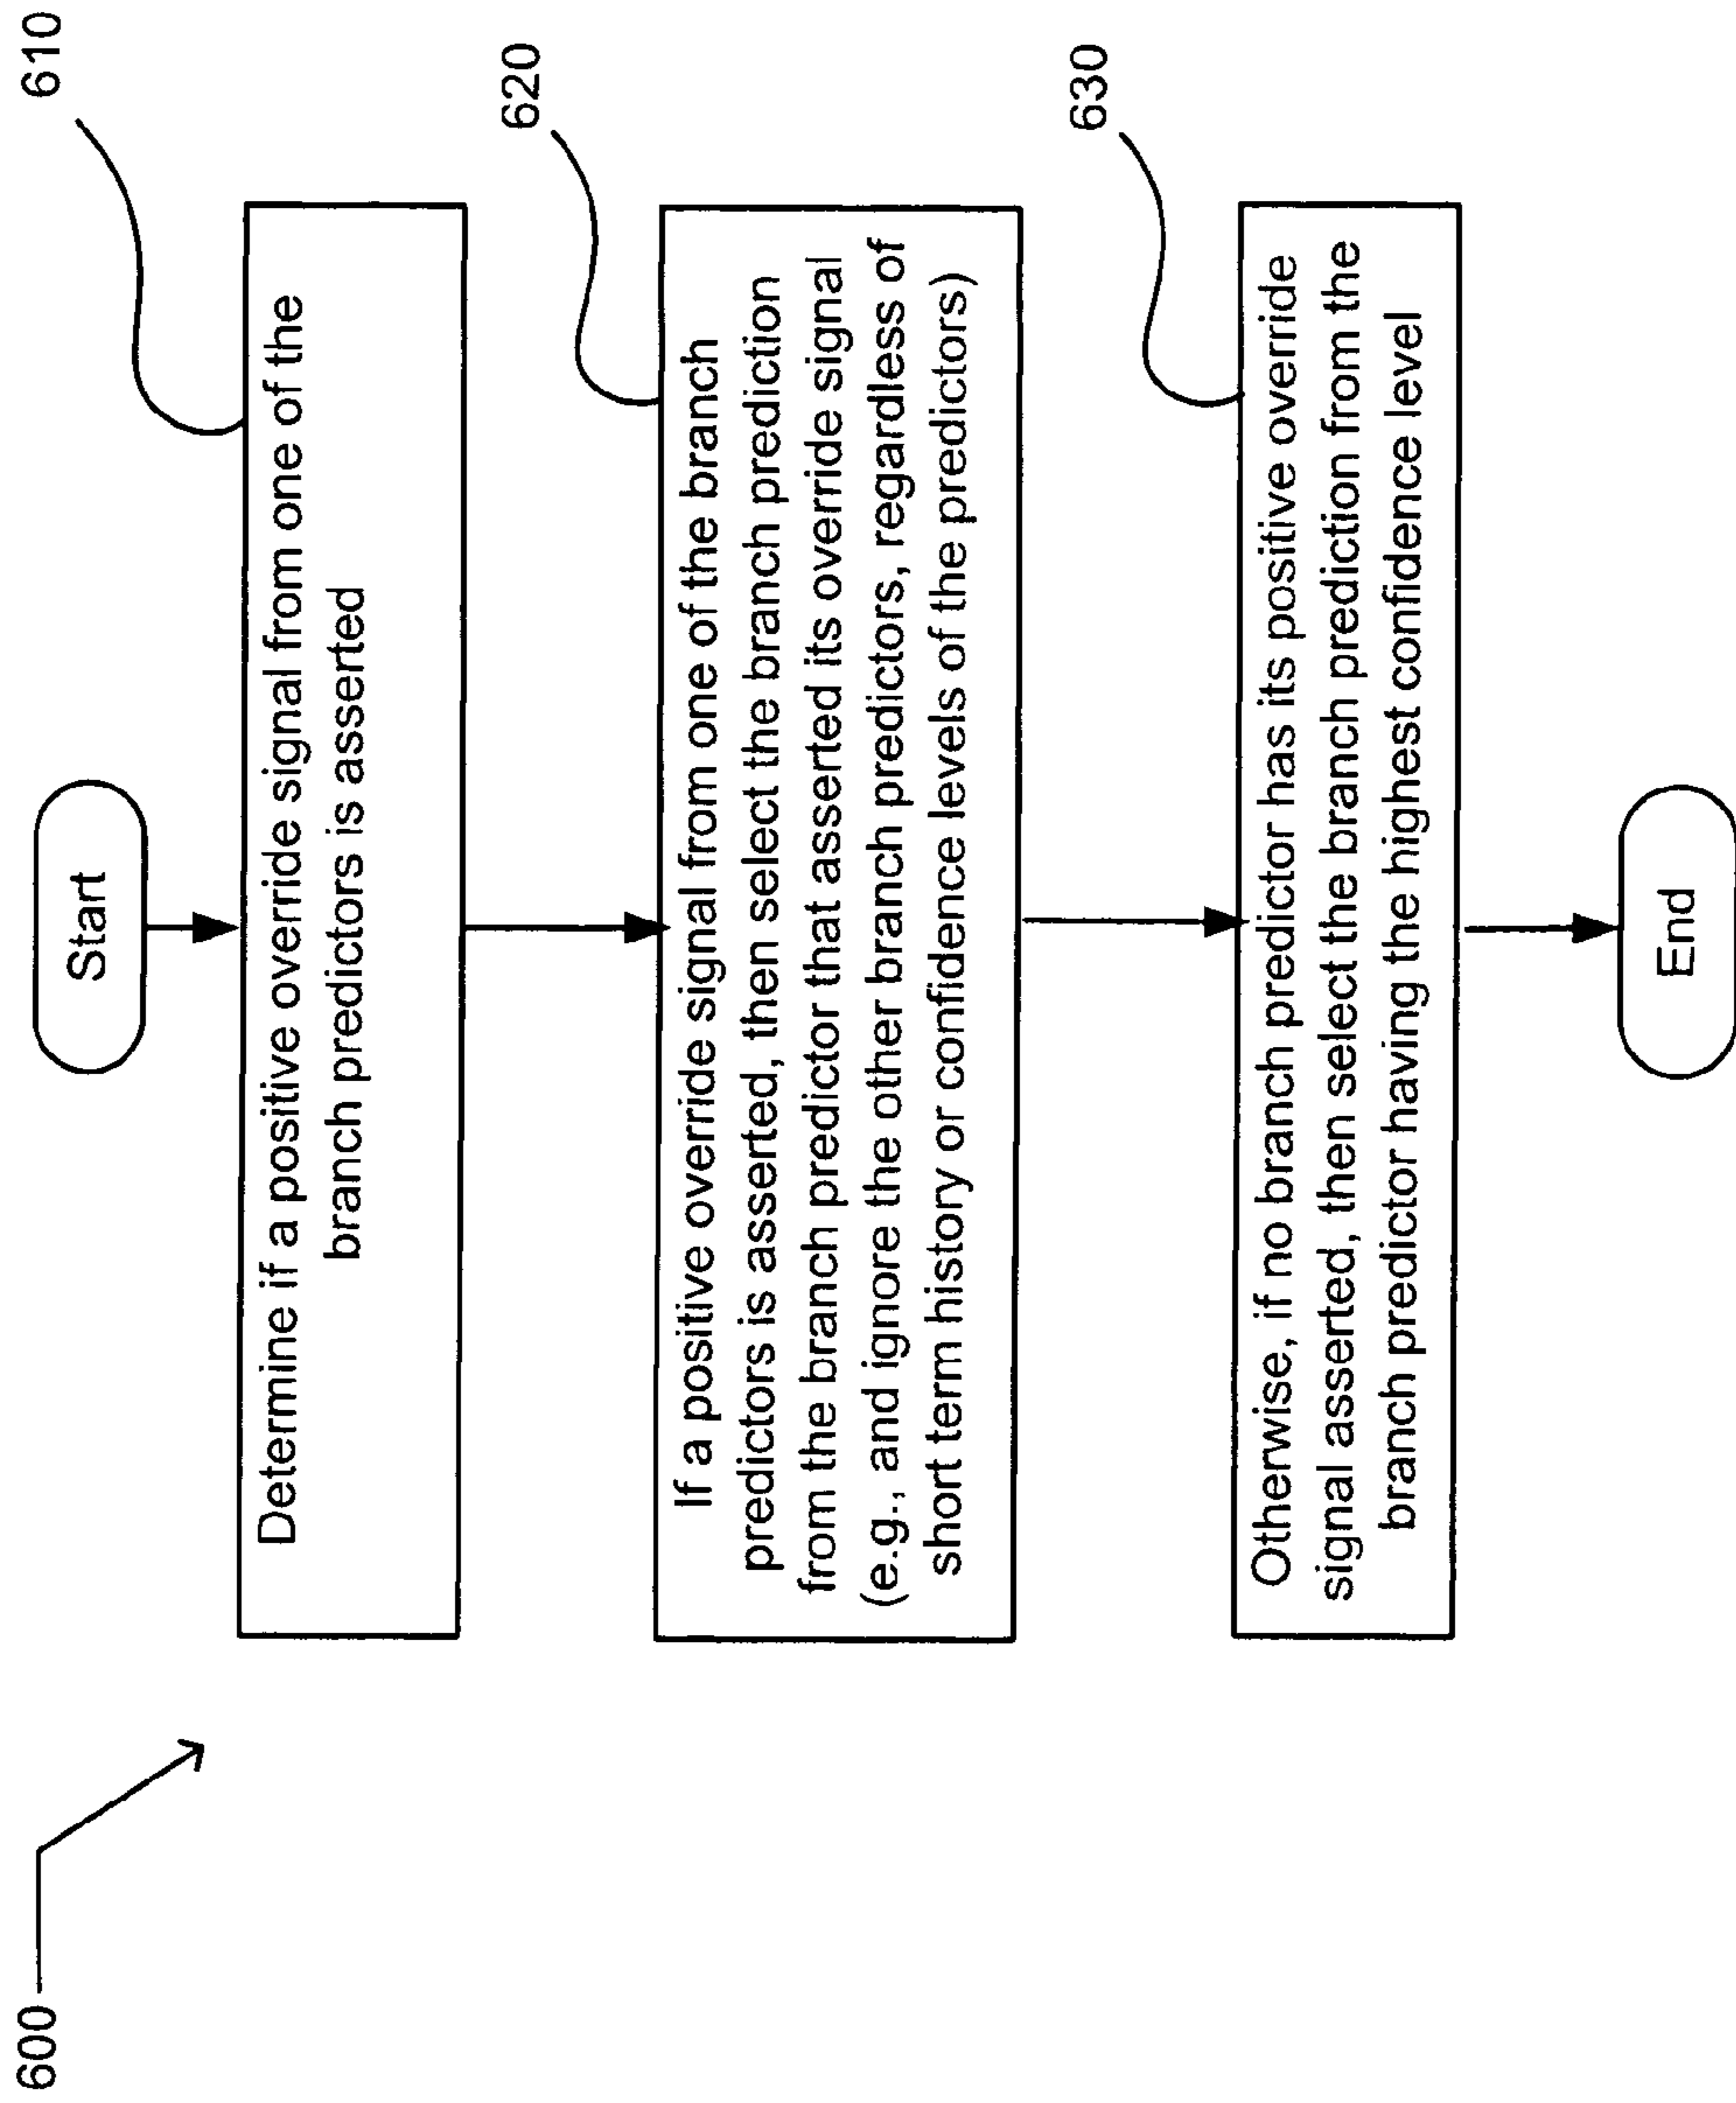 600
Start
610
Determine if a positive override signal from one of the
branch predictors is asserted
620
If a positive override signal from one of the branch
predictors is asserted, then select the branch prediction
from the branch predictor that asserted its override signal
(e.g., and ignore the other branch predictors, regardless of
short term history or confidence levels of the predictors)
630
Otherwise, if no branch predictor has its positive override
signal asserted, then select the branch prediction from the
branch predictor having the highest confidence level
End